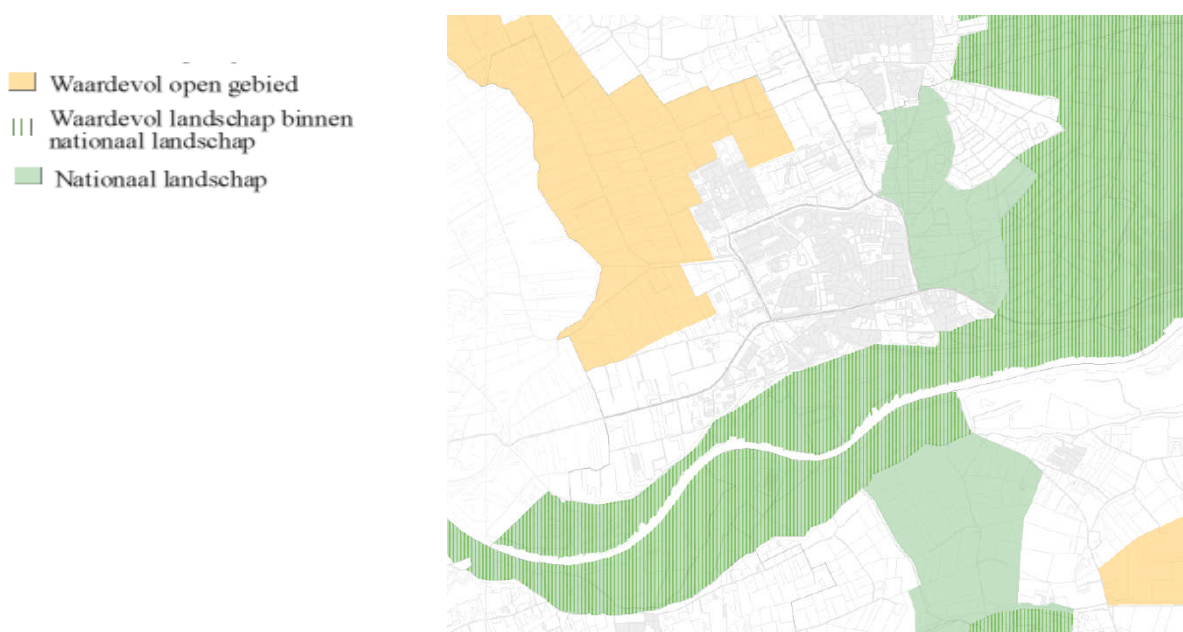 Waardevol open gebied
Waardevol landschap binnen
nationaal landschap
Nationaal landschap